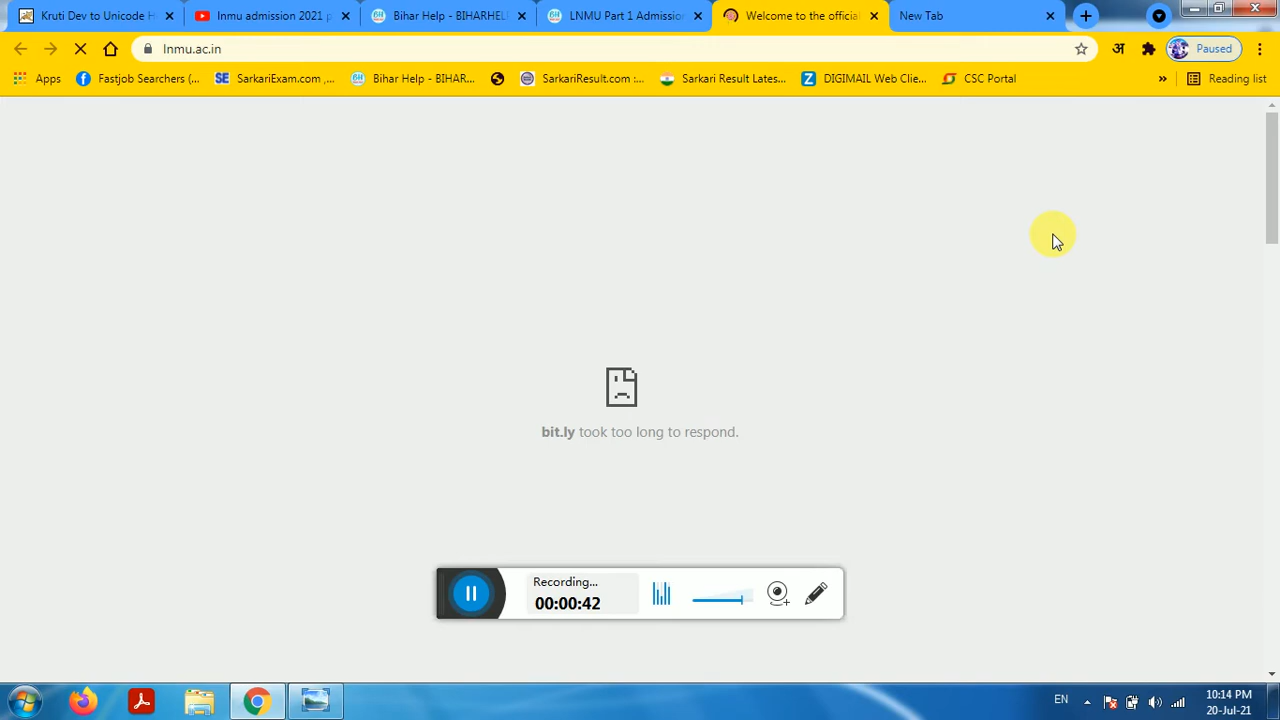 Kruti Dev to Unicode H
lnmu admission 2021 p
Bihar Help - BIHARHEL
LNMU Part 1 Admissio
Welcome to the official
New Tab
lnmu.ac.in
अ
Paused
Apps
Fastjob Searchers (...
SE
SarkariExam.com ,...
Bihar Help - BIHAR...
SarkariResult.com :...
Sarkari Result Lates...
Z
DIGIMAIL Web Clie...
CSC Portal
»
Reading list
bit.ly took too long to respond.
Recording...
00:00:42
EN
10:14 PM
20-Jul-21